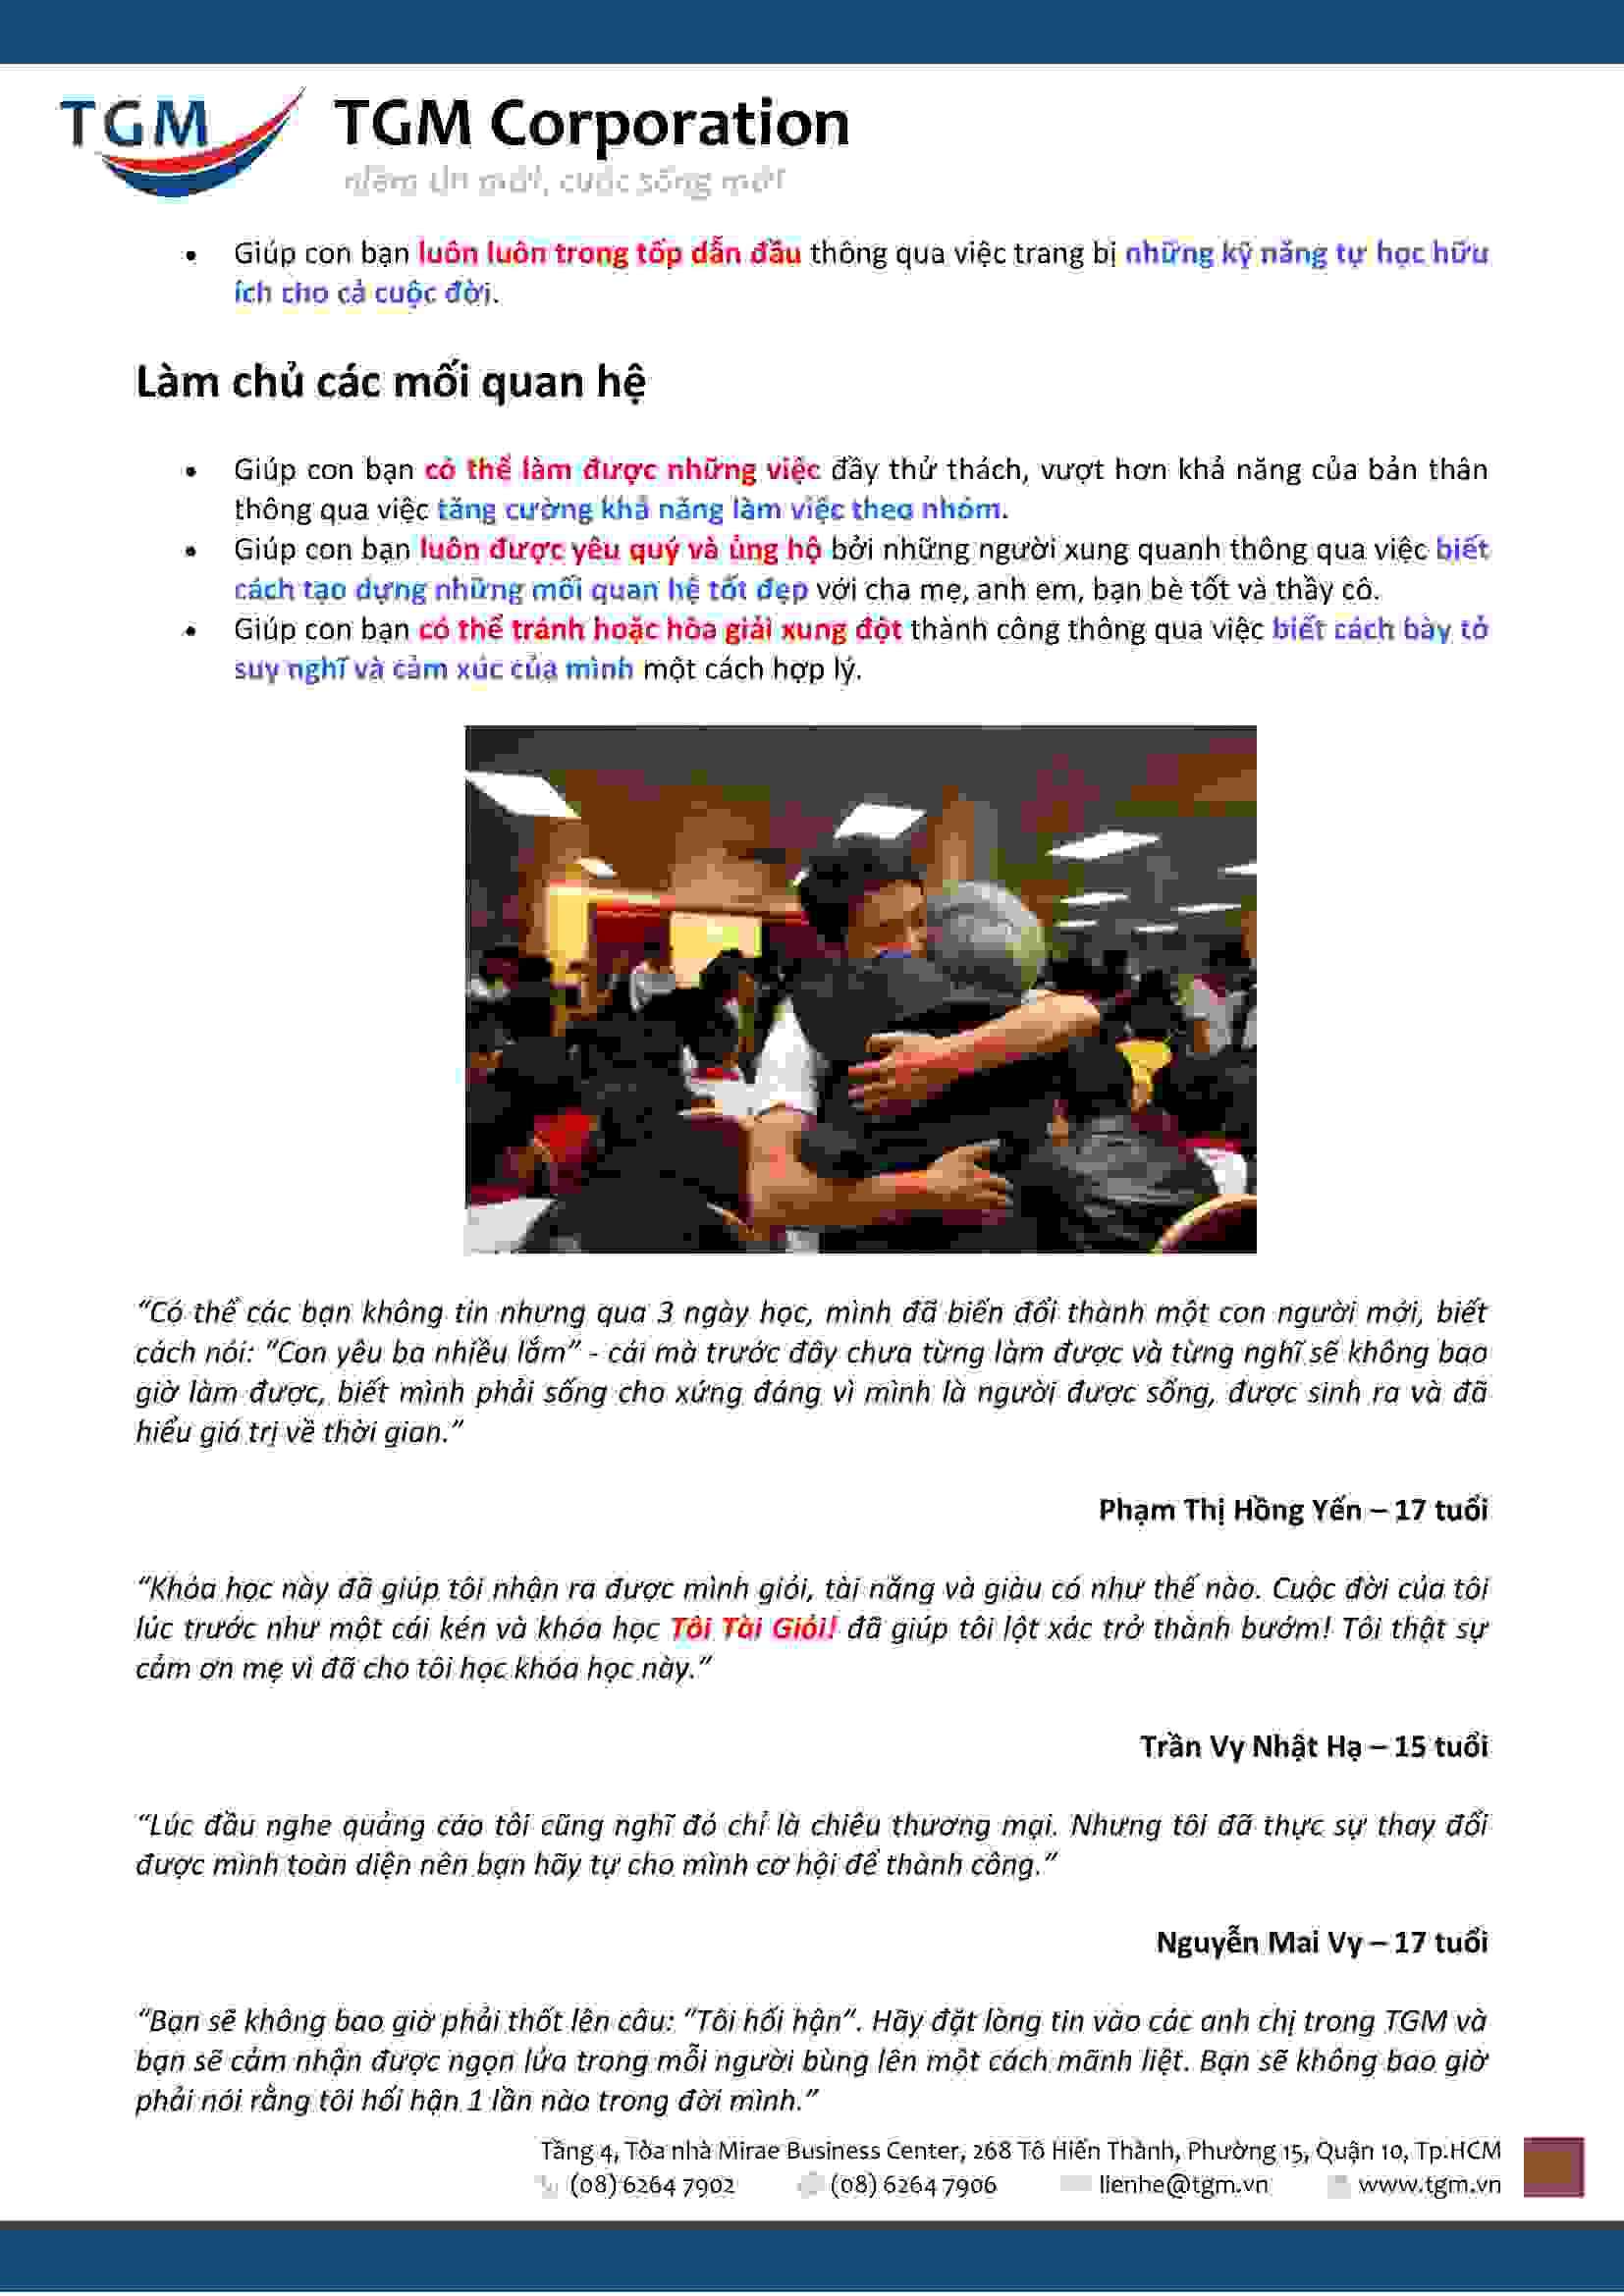 TGM
TGM Corporation
niềm tin mới, cuộc sống mới
• Giúp con bạn luôn luôn trong tốp dẫn đầu thông qua việc trang bị những kỹ năng tự học hữu
ích cho cả cuộc đời.
Làm chủ các mối quan hệ
• Giúp con bạn có thể làm được những việc đầy thử thách, vượt hơn khả năng của bản thân
thông qua việc tăng cường khả năng làm việc theo nhóm.
• Giúp con bạn luôn được yêu quý và ủng hộ bởi những người xung quanh thông qua việc biết
cách tạo dựng những mối quan hệ tốt đẹp với cha mẹ, anh em, bạn bè tốt và thầy cô.
• Giúp con bạn có thể tránh hoặc hòa giải xung đột thành công thông qua việc biết cách bày tỏ
suy nghĩ và cảm xúc của mình một cách hợp lý.
“Có thể các bạn không tin nhưng qua 3 ngày học, mình đã biến đổi thành một con người mới, biết
cách nói: “Con yêu ba nhiều lắm” - cái mà trước đây chưa từng làm được và từng nghĩ sẽ không bao
giờ làm được, biết mình phải sống cho xứng đáng vì mình là người được sống, được sinh ra và đã
hiểu giá trị về thời gian.”
Phạm Thị Hồng Yến – 17 tuổi
“Khóa học này đã giúp tôi nhận ra được mình giỏi, tài năng và giàu có như thế nào. Cuộc đời của tôi
lúc trước như một cái kén và khóa học Tôi Tài Giỏi! đã giúp tôi lột xác trở thành bướm! Tôi thật sự
cảm ơn mẹ vì đã cho tôi học khóa học này.”
Trần Vy Nhật Hạ – 15 tuổi
“Lúc đầu nghe quảng cáo tôi cũng nghĩ đó chỉ là chiêu thương mại. Nhưng tôi đã thực sự thay đổi
được mình toàn diện nên bạn hãy tự cho mình cơ hội để thành công.”
Nguyễn Mai Vy – 17 tuổi
“Bạn sẽ không bao giờ phải thốt lên câu: “Tôi hối hận”. Hãy đặt lòng tin vào các anh chị trong TGM và
bạn sẽ cảm nhận được ngọn lửa trong mỗi người bùng lên một cách mãnh liệt. Bạn sẽ không bao giờ
phải nói rằng tôi hối hận 1 lần nào trong đời mình.”
Tầng 4, Tòa nhà Mirae Business Center, 268 Tô Hiến Thành, Phường 15, Quận 10, Tp.HCM
(08) 6264 7902 (08) 6264 7906 lienhe@tgm.vn www.tgm.vn